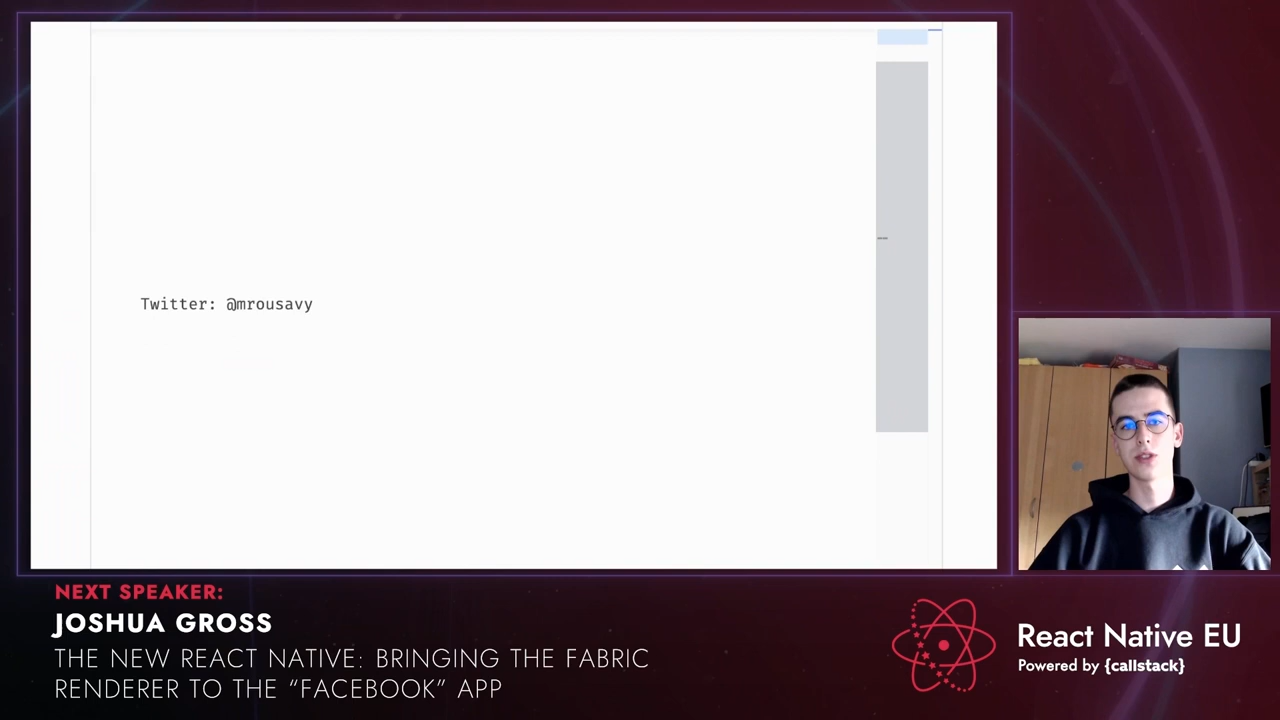 Twitter: @mrousavy
NEXT SPEAKER:
JOSHUA GROSS
THE NEW REACT NATIVE: BRINGING THE FABRIC
RENDERER TO THE “FACEBOOK” APP
React Native EU
Powered by {callstack}